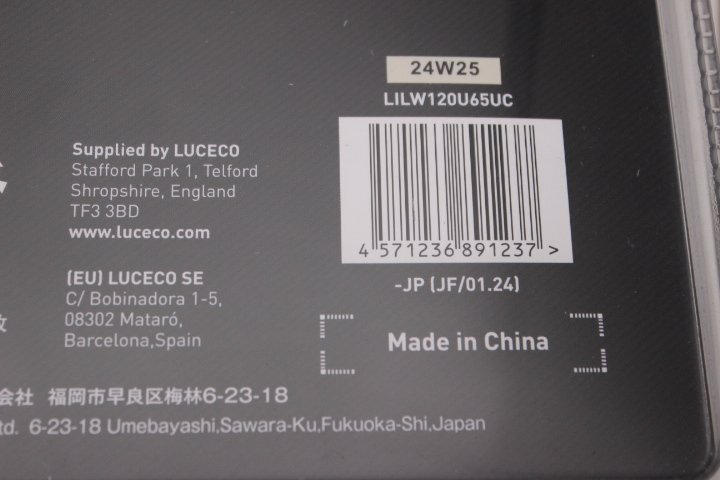 24W25
LILW120U65UC
Supplied by LUCECO
Stafford Park 1, Telford
Shropshire, England
TF3 3BD
www.luceco.com
4 571236 891237 >
(EU) LUCECO SE
C/ Bobinadora 1-5,
08302 Mataró,
Barcelona,Spain
-JP (JF/01.24)
Made in China
会社 福岡市早良区梅林6-23-18
td. 6-23-18 Umebayashi,Sawara-Ku,Fukuoka-Shi,Japan